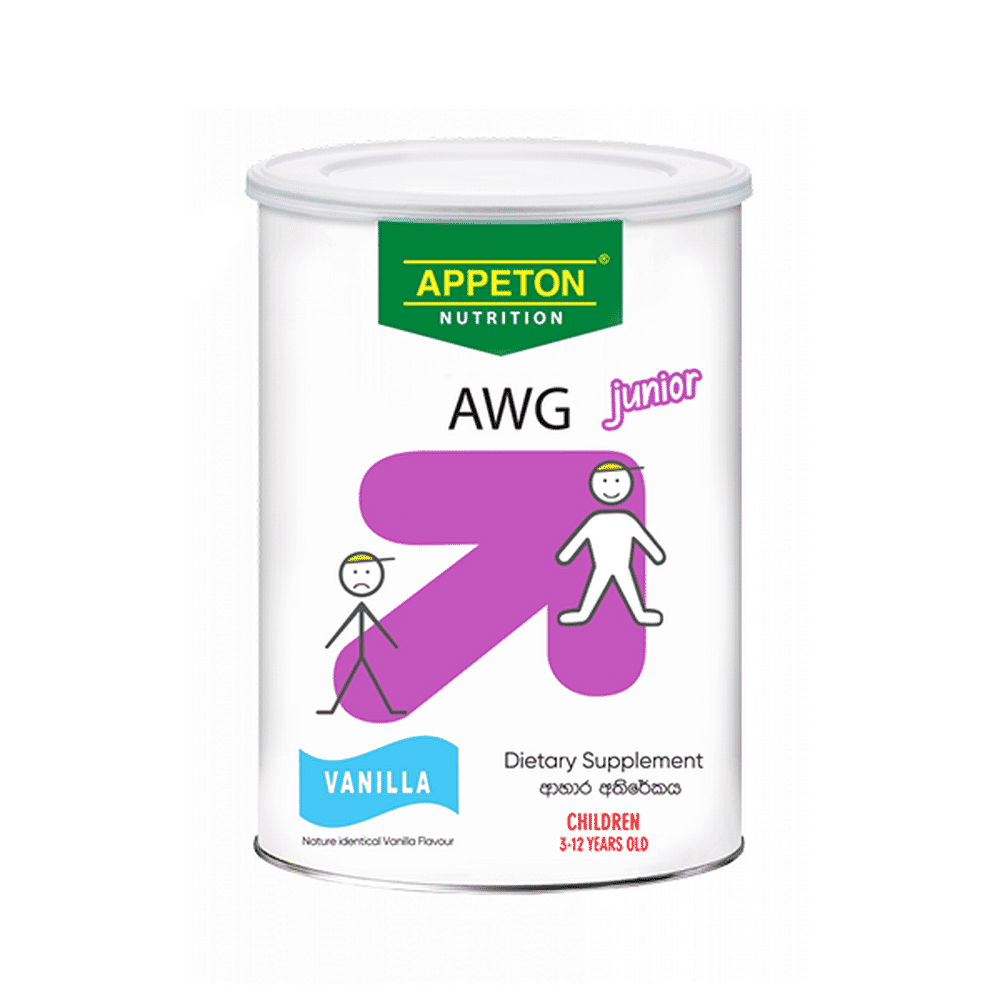 APPETON®
NUTRITION
AWG junior
VANILLA
Nature identical Vanilla Flavour
Dietary Supplement
ආහාර අතිරේකය
CHILDREN
3-12 YEARS OLD